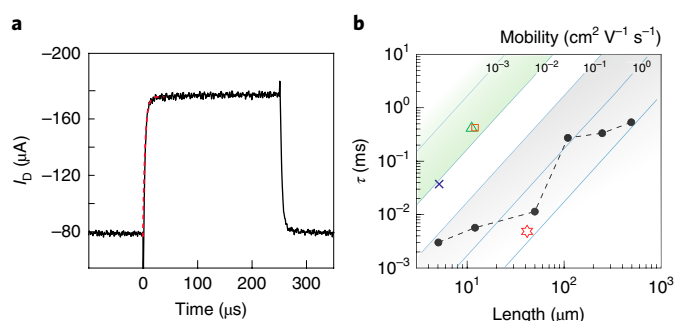 a
−200
−160
−120
−80
I_D (μA)
0 100 200 300
Time (μs)
b
Mobility (cm² V⁻¹ s⁻¹)
10⁻³ 10⁻² 10⁻¹ 10⁰
10¹
10⁰
10⁻¹
10⁻²
10⁻³
τ (ms)
10¹ 10² 10³
Length (μm)